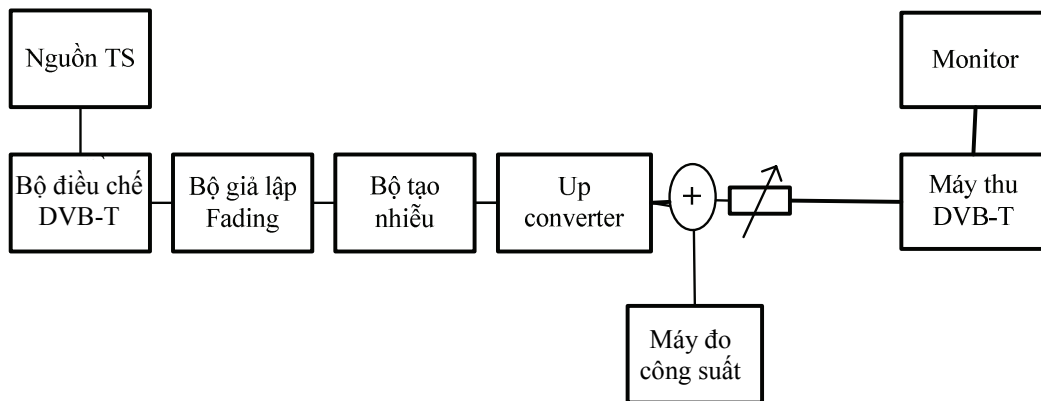 Nguồn TS
Monitor
Bộ điều chế
DVB-T
Bộ giả lập
Fading
Bộ tạo
nhiễu
Up
converter
+
Máy thu
DVB-T
Máy đo
công suất